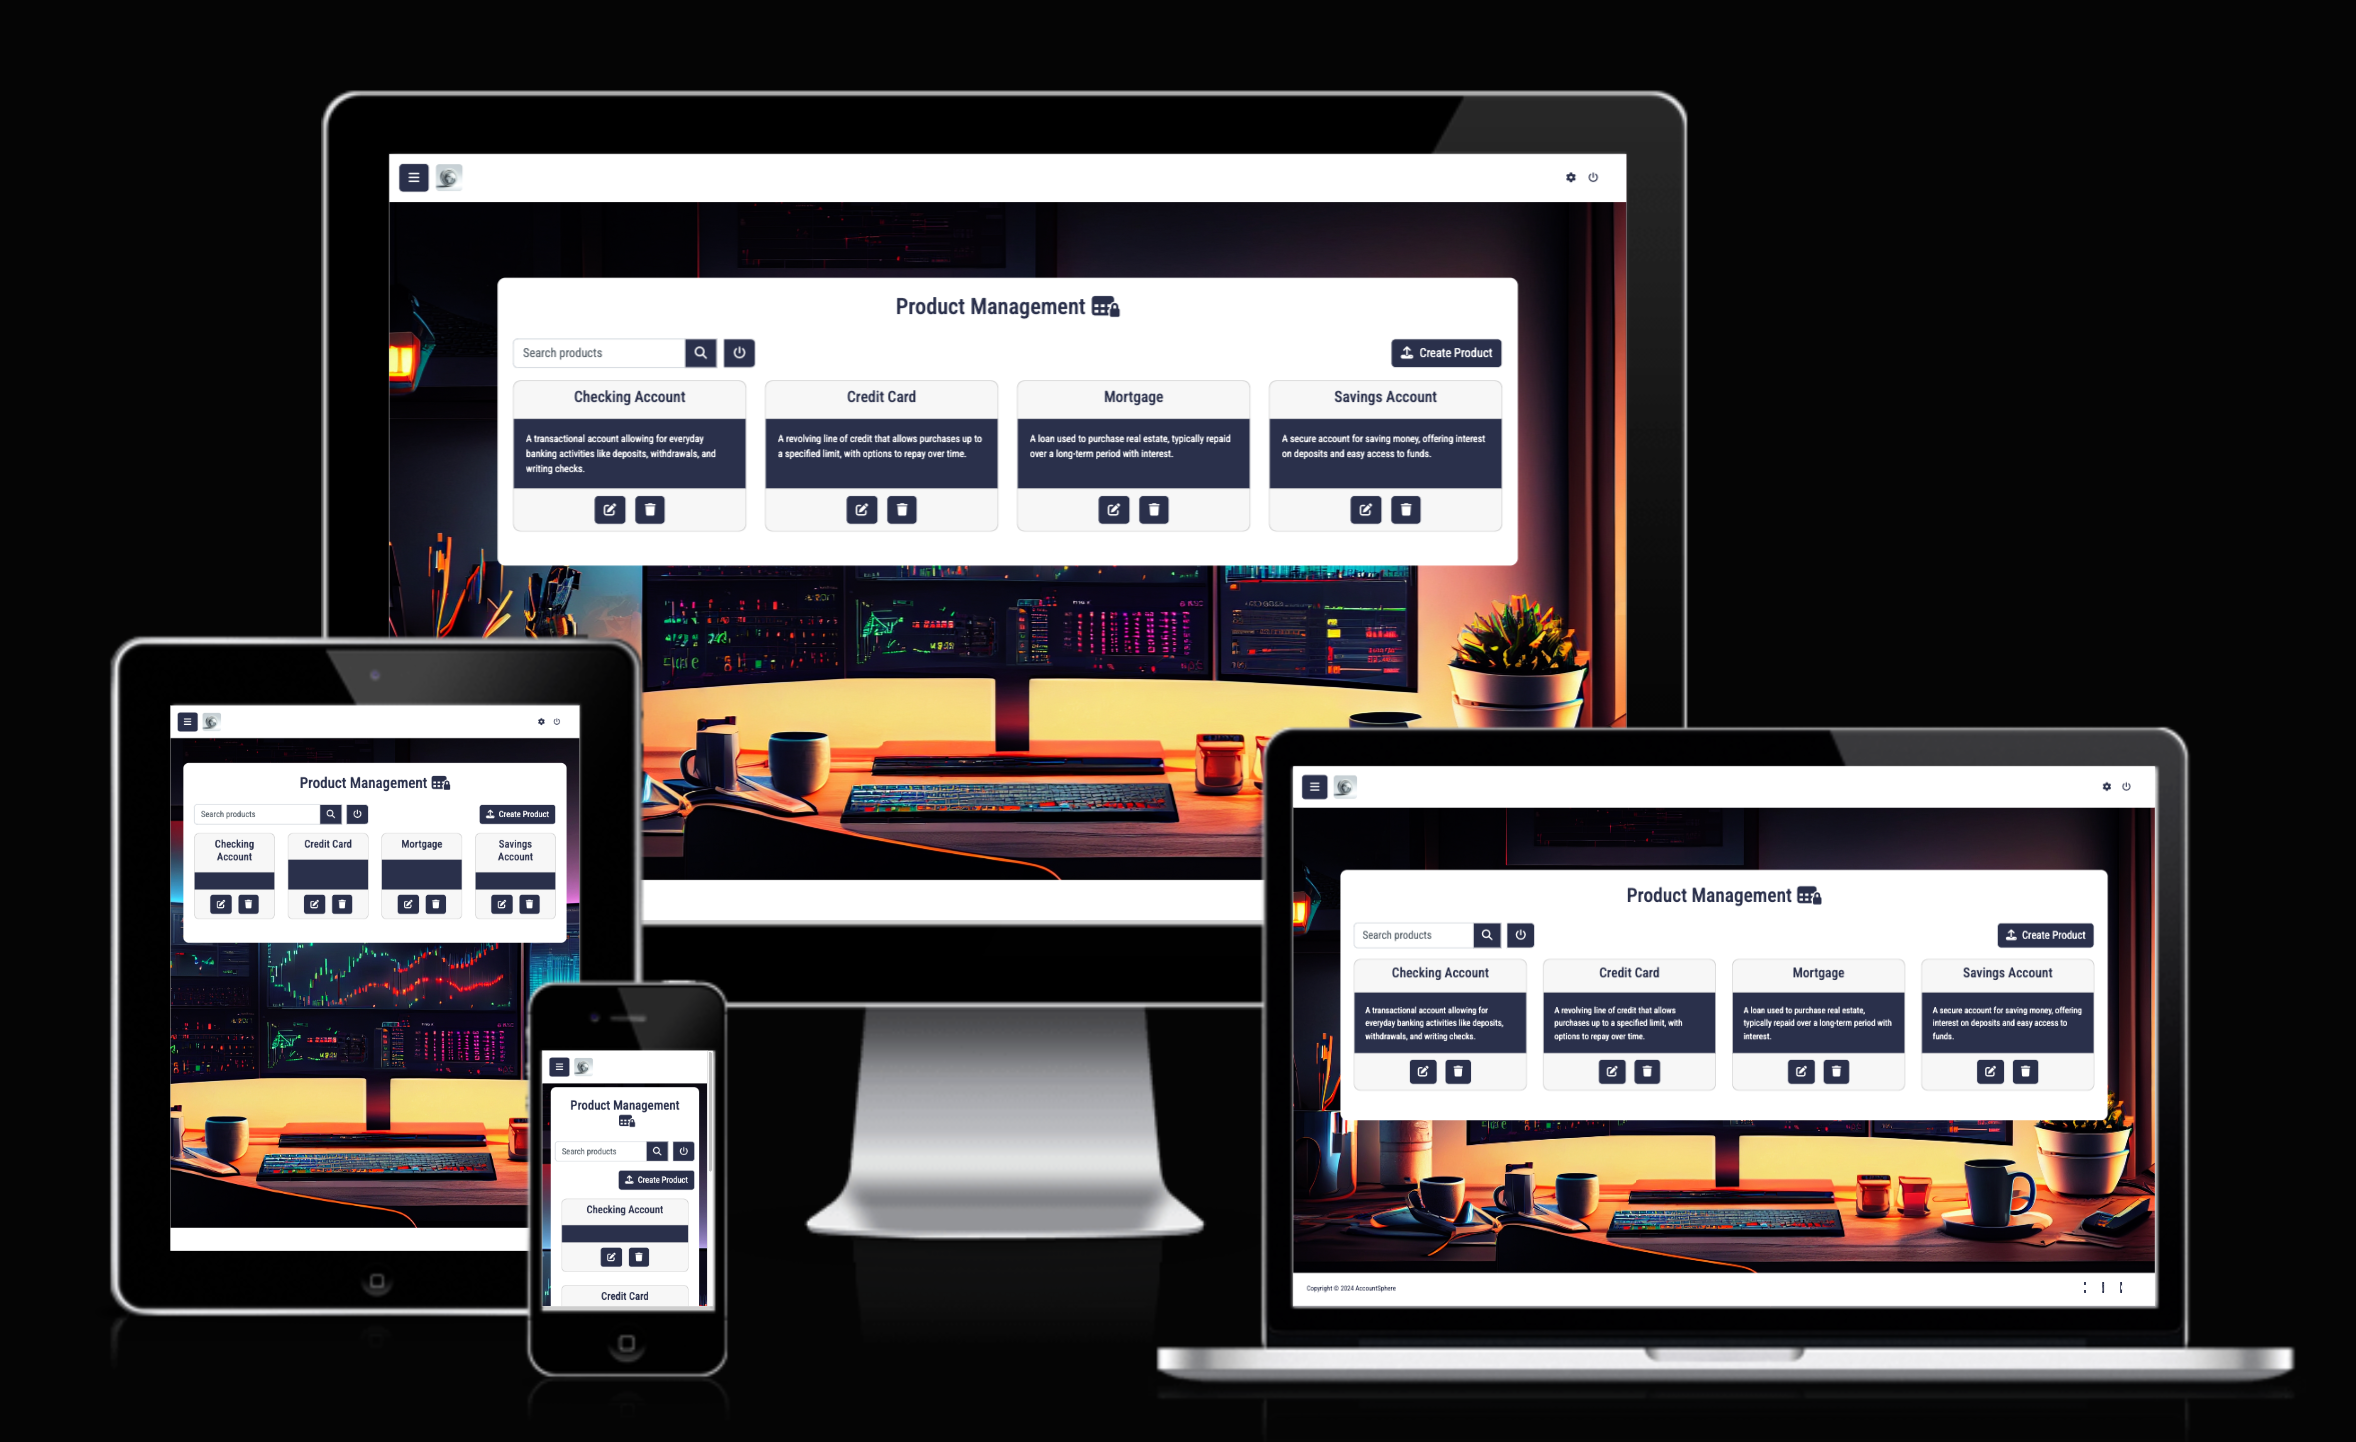 Product Management
Search products
Create Product
Checking Account
Credit Card
Mortgage
Savings Account
A transactional account allowing for everyday
banking activities like deposits, withdrawals, and
writing checks.
A revolving line of credit that allows purchases up to
a specified limit, with options to repay over time.
A loan used to purchase real estate, typically repaid
over a long-term period with interest.
A secure account for saving money, offering interest
on deposits and easy access to funds.
Product Management
Search products
Create Product
Checking
Account
Credit Card
Mortgage
Savings
Account
Product Management
Search products
Create Product
Checking Account
Credit Card
Product Management
Search products
Create Product
Checking Account
Credit Card
Mortgage
Savings Account
A transactional account allowing for
everyday banking activities like deposits,
withdrawals, and writing checks.
A revolving line of credit that allows
purchases up to a specified limit, with
options to repay over time.
A loan used to purchase real estate,
typically repaid over a long-term period with
interest.
A secure account for saving money, offering
interest on deposits and easy access to
funds.
Copyright © 2024 AccountSphere